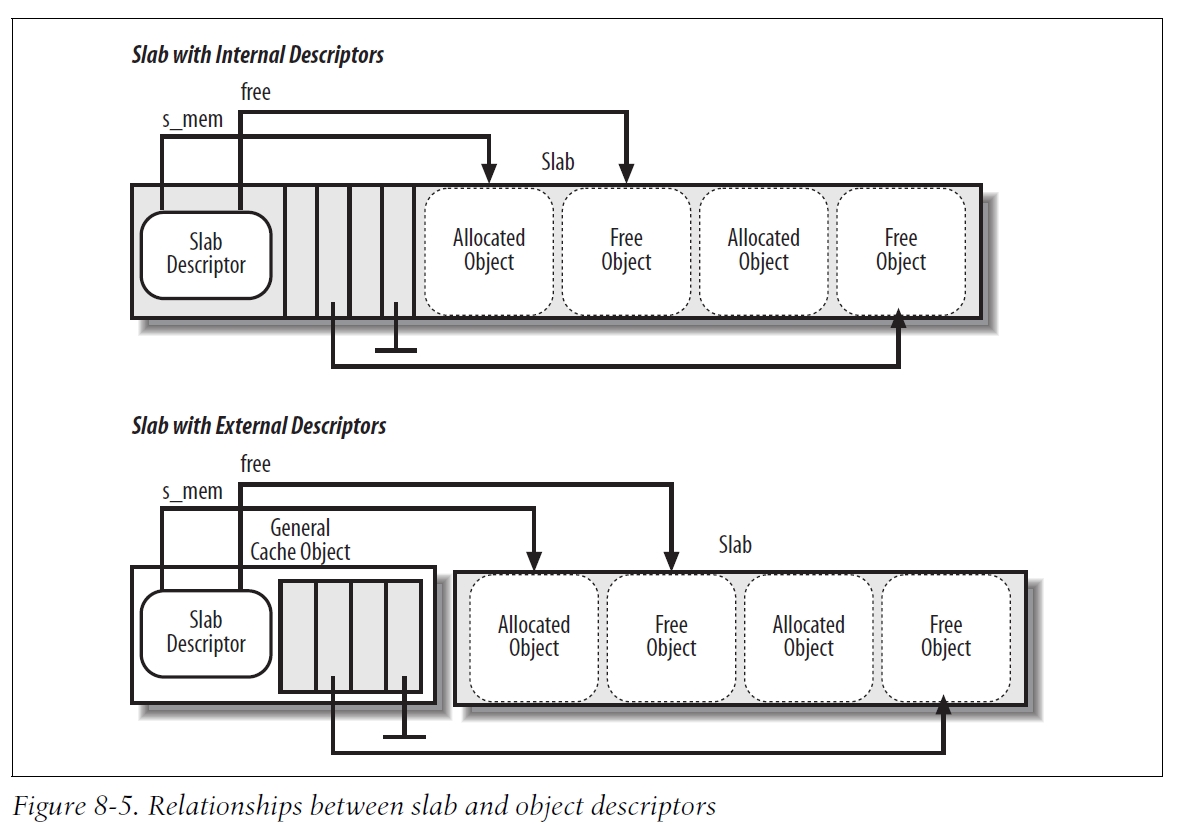 Slab with Internal Descriptors
free
s_mem
Slab
Slab
Descriptor
Allocated
Object
Free
Object
Allocated
Object
Free
Object
Slab with External Descriptors
free
s_mem
General
Cache Object
Slab
Slab
Descriptor
Allocated
Object
Free
Object
Allocated
Object
Free
Object
Figure 8-5. Relationships between slab and object descriptors